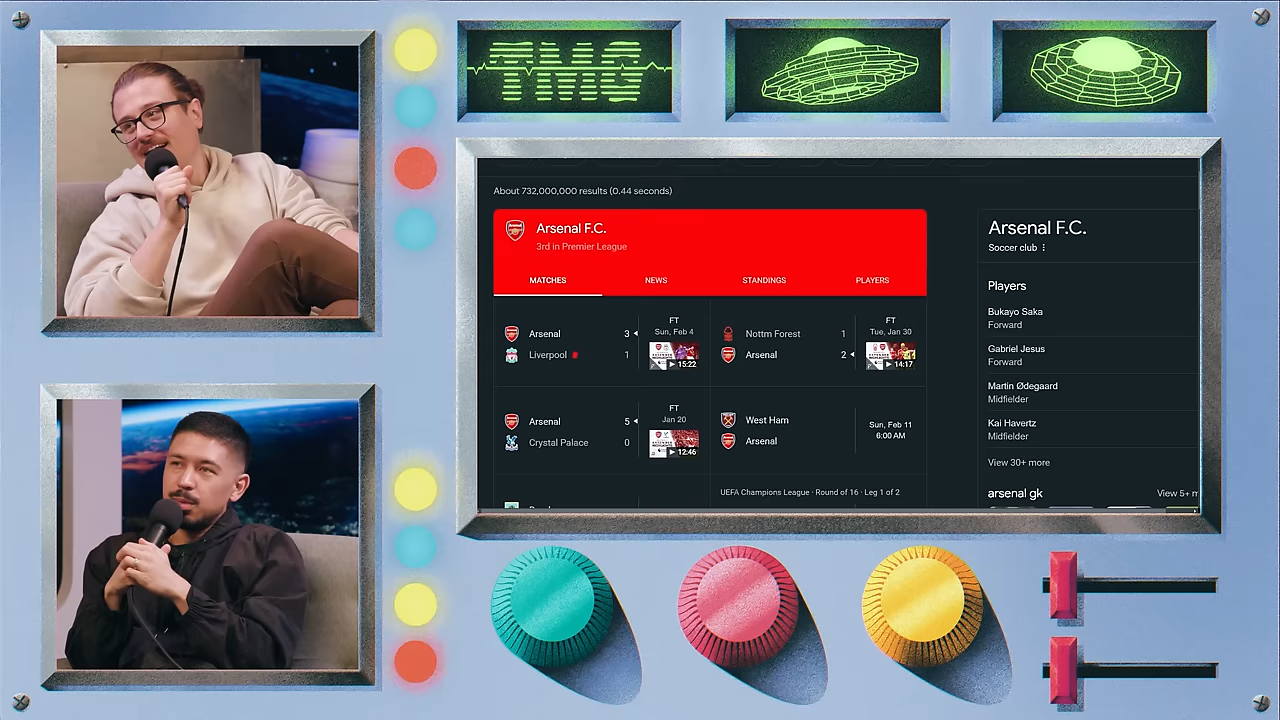 TMG
About 732,000,000 results (0.44 seconds)
Arsenal F.C.
3rd in Premier League
MATCHES
NEWS
STANDINGS
PLAYERS
Arsenal 3
Liverpool 1
FT
Sun, Feb 4
15:22
Nottm Forest 1
Arsenal 2
FT
Tue, Jan 30
14:17
Arsenal 5
Crystal Palace 0
FT
Jan 20
12:46
West Ham
Arsenal
Sun, Feb 11
6:00 AM
UEFA Champions League · Round of 16 · Leg 1 of 2
Arsenal F.C.
Soccer club
Players
Bukayo Saka
Forward
Gabriel Jesus
Forward
Martin Ødegaard
Midfielder
Kai Havertz
Midfielder
View 30+ more
arsenal gk
View 5+ m